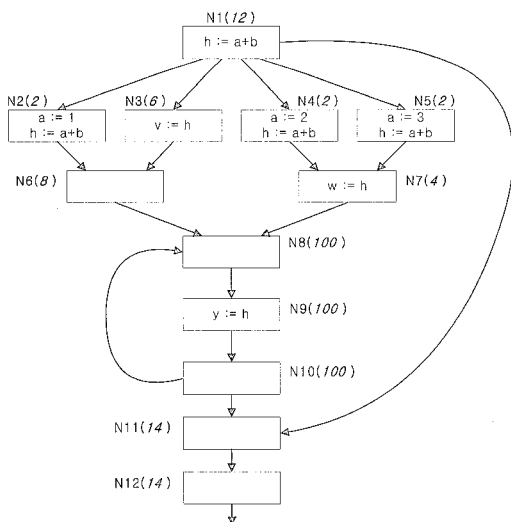 N1(12)
h := a+b
N2(2)
N3(6)
N4(2)
N5(2)
a := 1
h := a+b
v := h
a := 2
h := a+b
a := 3
h := a+b
N6(8)
w := h
N7(4)
N8(100)
y := h
N9(100)
N10(100)
N11(14)
N12(14)